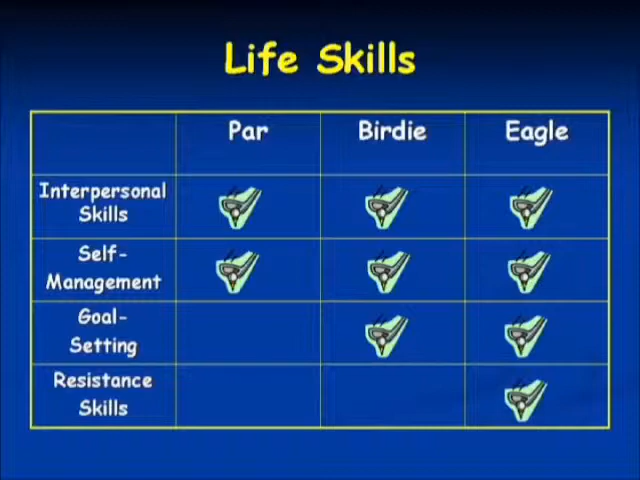 Life Skills
Par Birdie Eagle
Interpersonal
Skills
Self-
Management
Goal-
Setting
Resistance
Skills